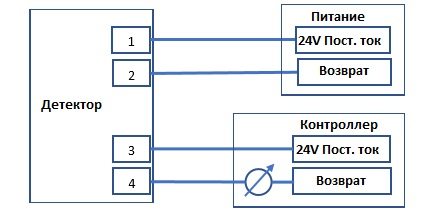 Питание
1
24V Пост. ток
2
Возврат
Детектор
Контроллер
3
24V Пост. ток
4
Возврат